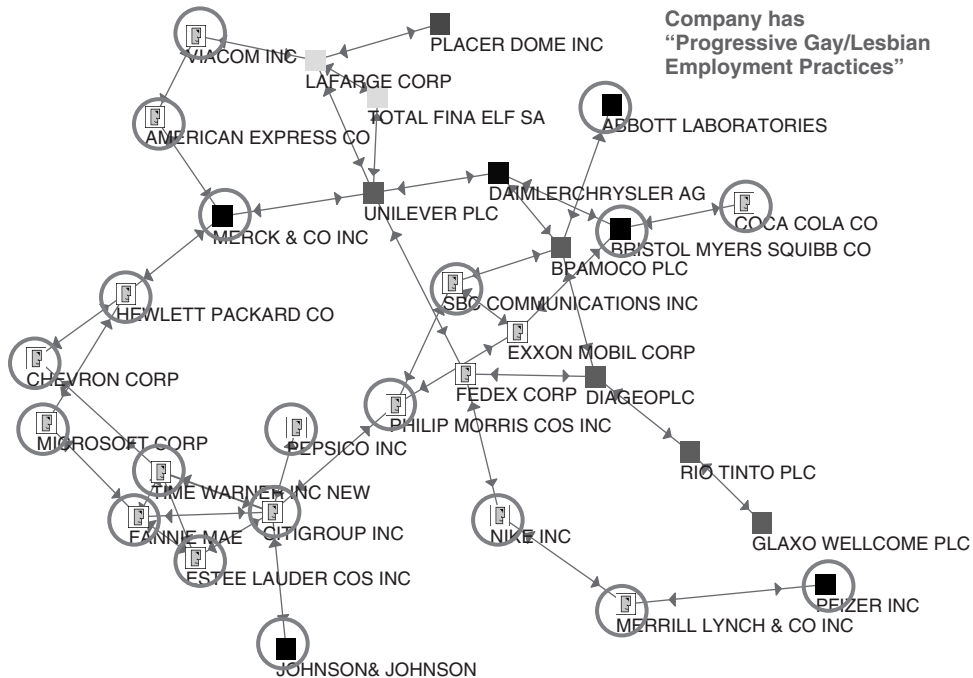 Company has
“Progressive Gay/Lesbian
Employment Practices”
PLACER DOME INC
VIACOM INC
LAFARGE CORP
TOTAL FINA ELF SA
ABBOTT LABORATORIES
AMERICAN EXPRESS CO
DAIMLERCHRYSLER AG
UNILEVER PLC
COCA COLA CO
MERCK & CO INC
BRISTOL MYERS SQUIBB CO
BPAMOCO PLC
SBC COMMUNICATIONS INC
HEWLETT PACKARD CO
EXXON MOBIL CORP
CHEVRON CORP
FEDEX CORP
DIAGEOPLC
PHILIP MORRIS COS INC
MICROSOFT CORP
PEPSICO INC
RIO TINTO PLC
TIME WARNER INC NEW
FANNIE MAE
CITIGROUP INC
NIKE INC
GLAXO WELLCOME PLC
ESTEE LAUDER COS INC
PFIZER INC
MERRILL LYNCH & CO INC
JOHNSON& JOHNSON